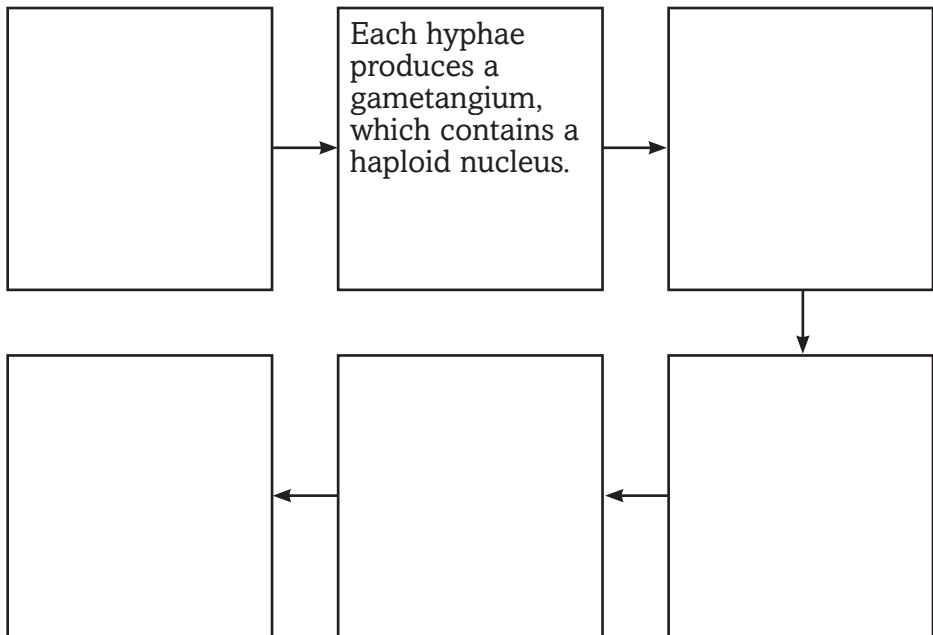 Each hyphae
produces a
gametangium,
which contains a
haploid nucleus.